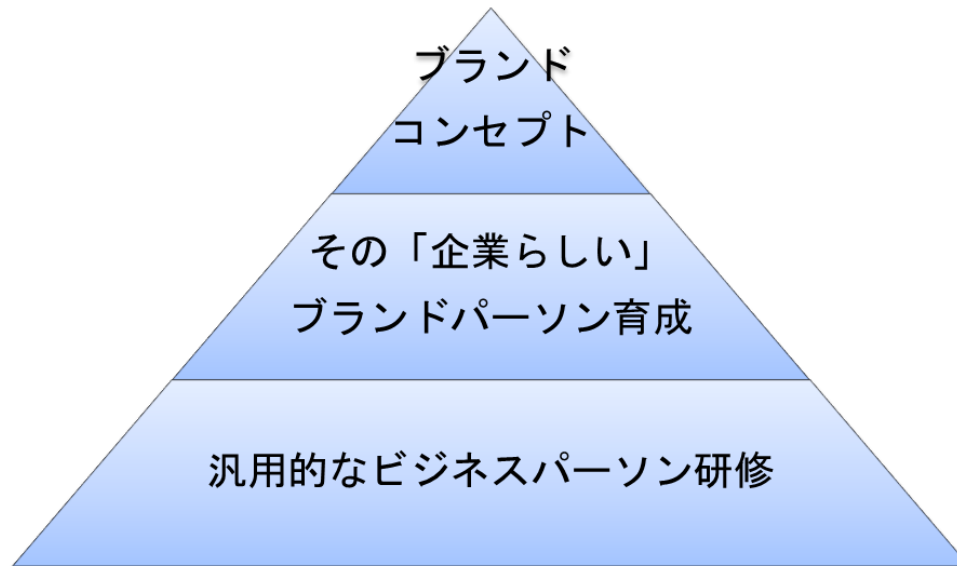 ブランド
コンセプト
その「企業らしい」
ブランドパーソン育成
汎用的なビジネスパーソン研修